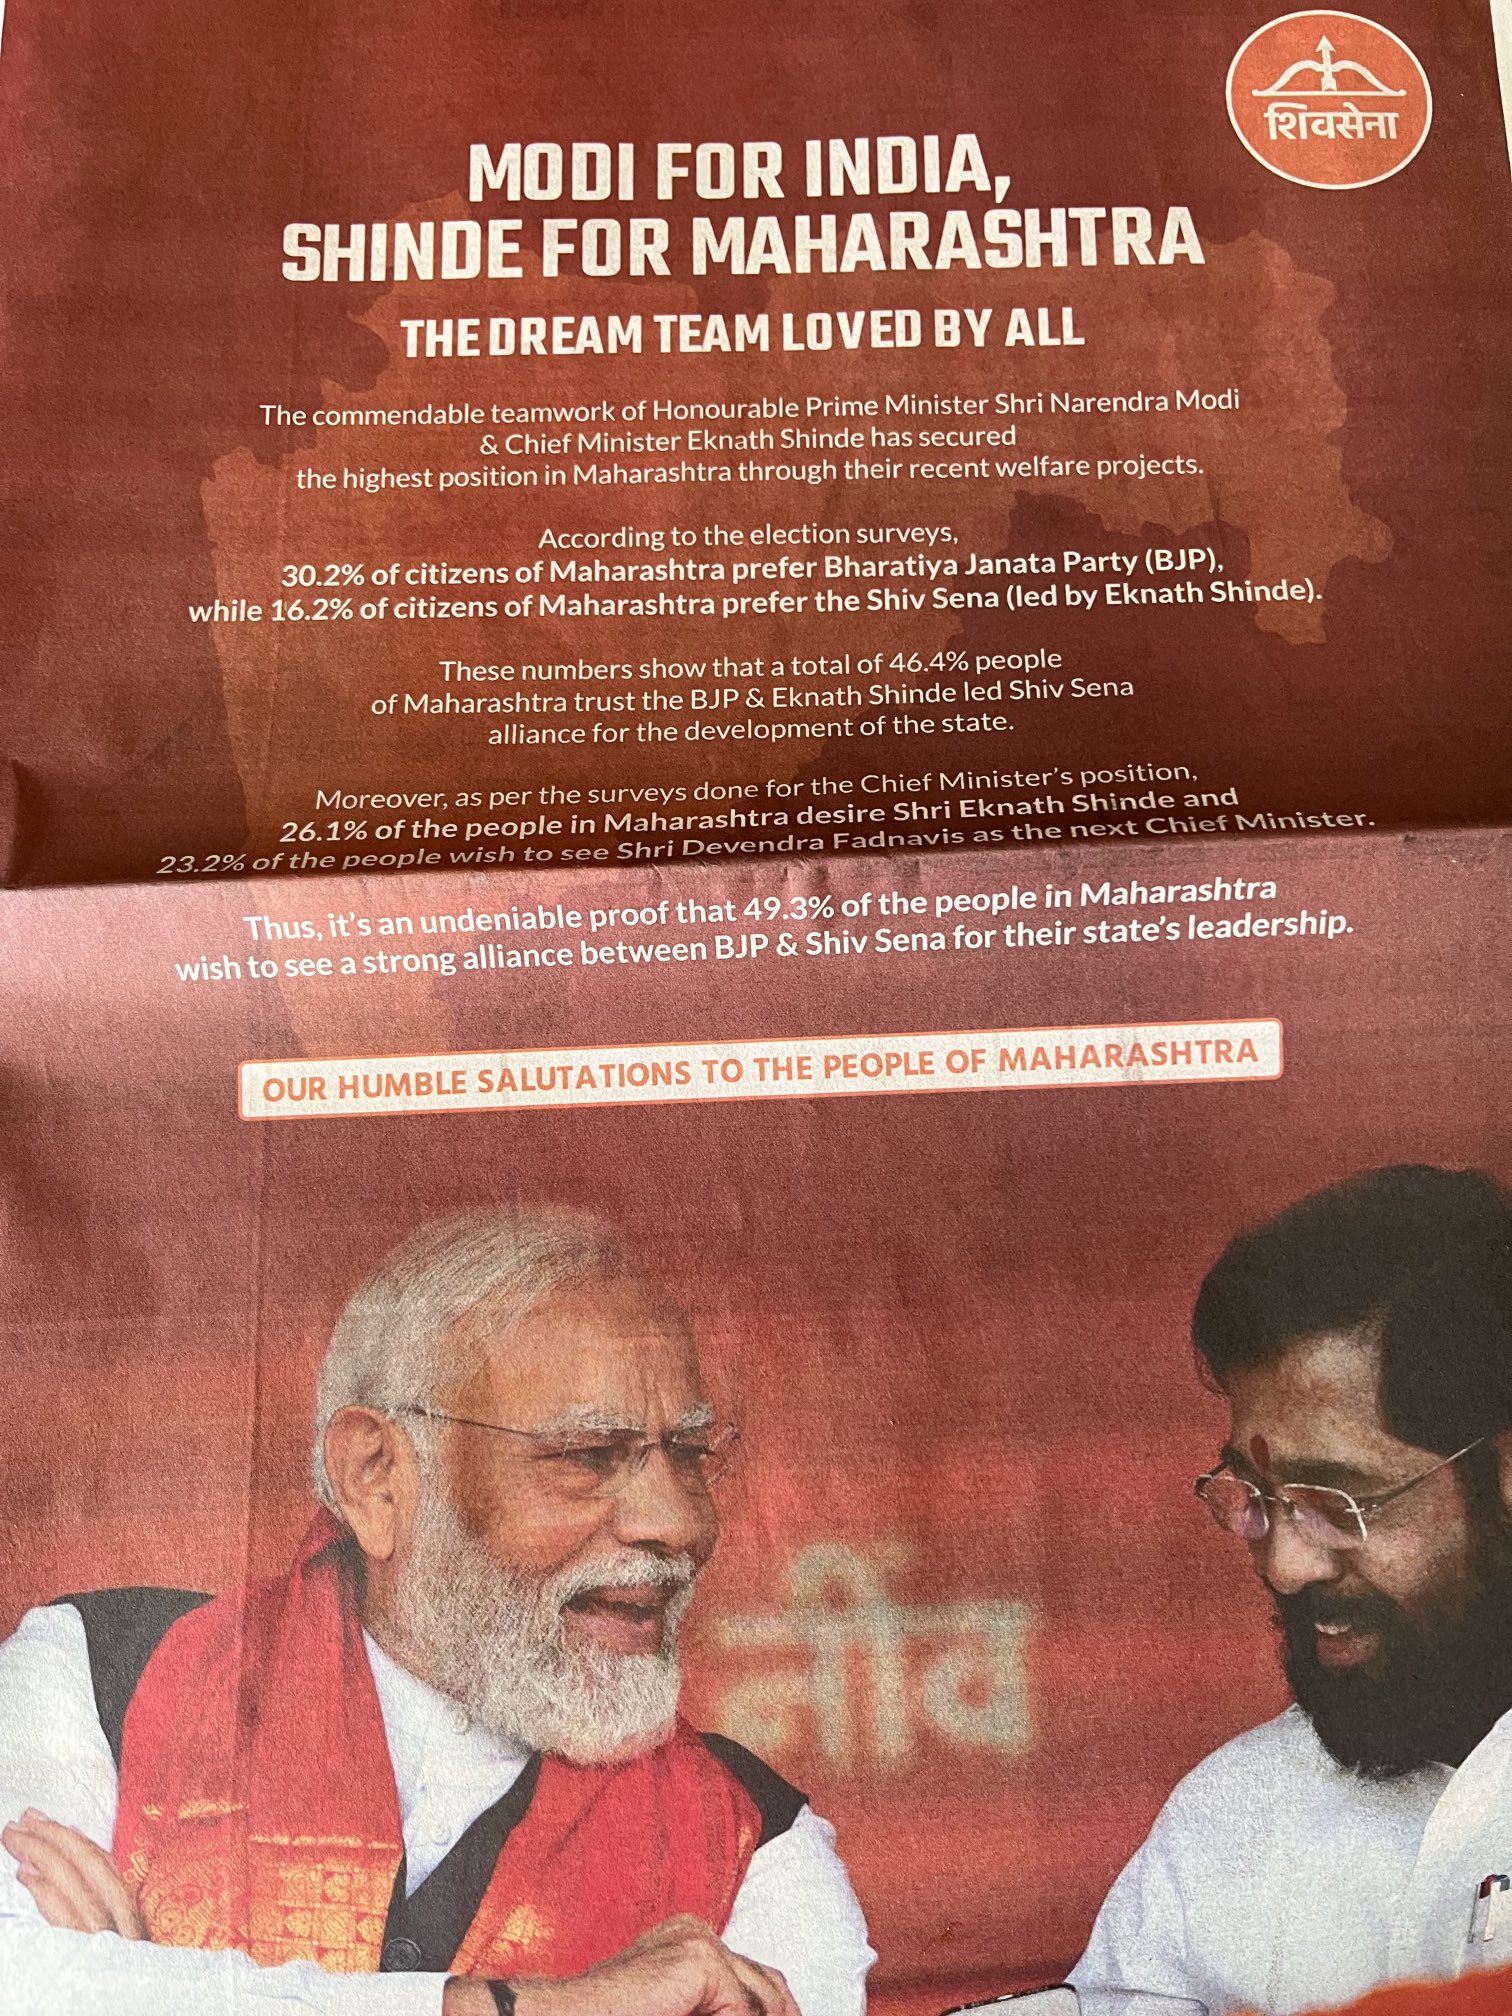 शिवसेना
MODI FOR INDIA,
SHINDE FOR MAHARASHTRA
THE DREAM TEAM LOVED BY ALL
The commendable teamwork of Honourable Prime Minister Shri Narendra Modi
& Chief Minister Eknath Shinde has secured
the highest position in Maharashtra through their recent welfare projects.
According to the election surveys,
30.2% of citizens of Maharashtra prefer Bharatiya Janata Party (BJP),
while 16.2% of citizens of Maharashtra prefer the Shiv Sena (led by Eknath Shinde).
These numbers show that a total of 46.4% people
of Maharashtra trust the BJP & Eknath Shinde led Shiv Sena
alliance for the development of the state.
Moreover, as per the surveys done for the Chief Minister's position,
26.1% of the people in Maharashtra desire Shri Eknath Shinde and
23.2% of the people wish to see Shri Devendra Fadnavis as the next Chief Minister.
Thus, it's an undeniable proof that 49.3% of the people in Maharashtra
wish to see a strong alliance between BJP & Shiv Sena for their state's leadership.
OUR HUMBLE SALUTATIONS TO THE PEOPLE OF MAHARASHTRA
नींव